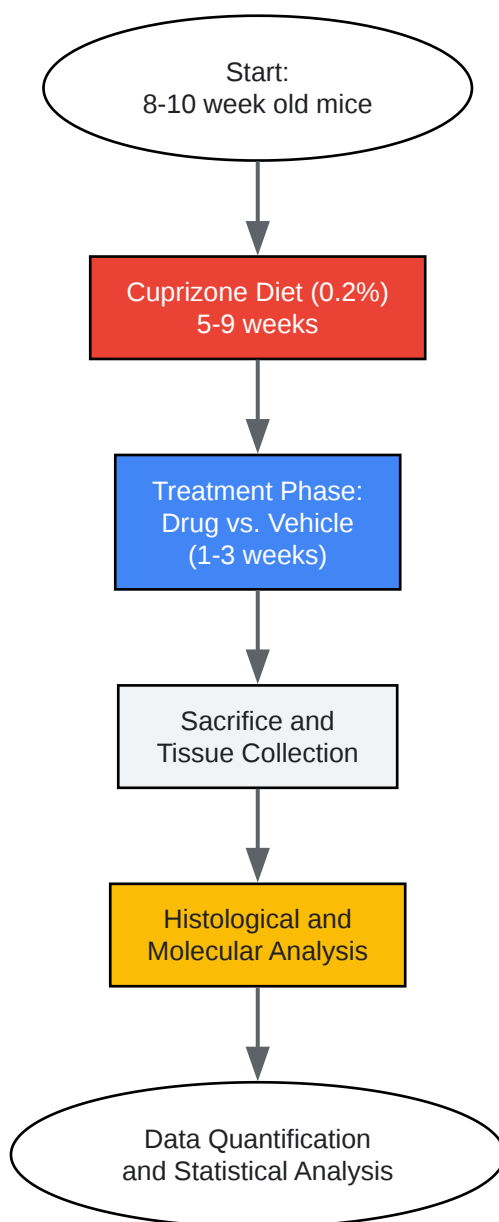 Start:
8-10 week old mice
Cuprizone Diet (0.2%)
5-9 weeks
Treatment Phase:
Drug vs. Vehicle
(1-3 weeks)
Sacrifice and
Tissue Collection
Histological and
Molecular Analysis
Data Quantification
and Statistical Analysis